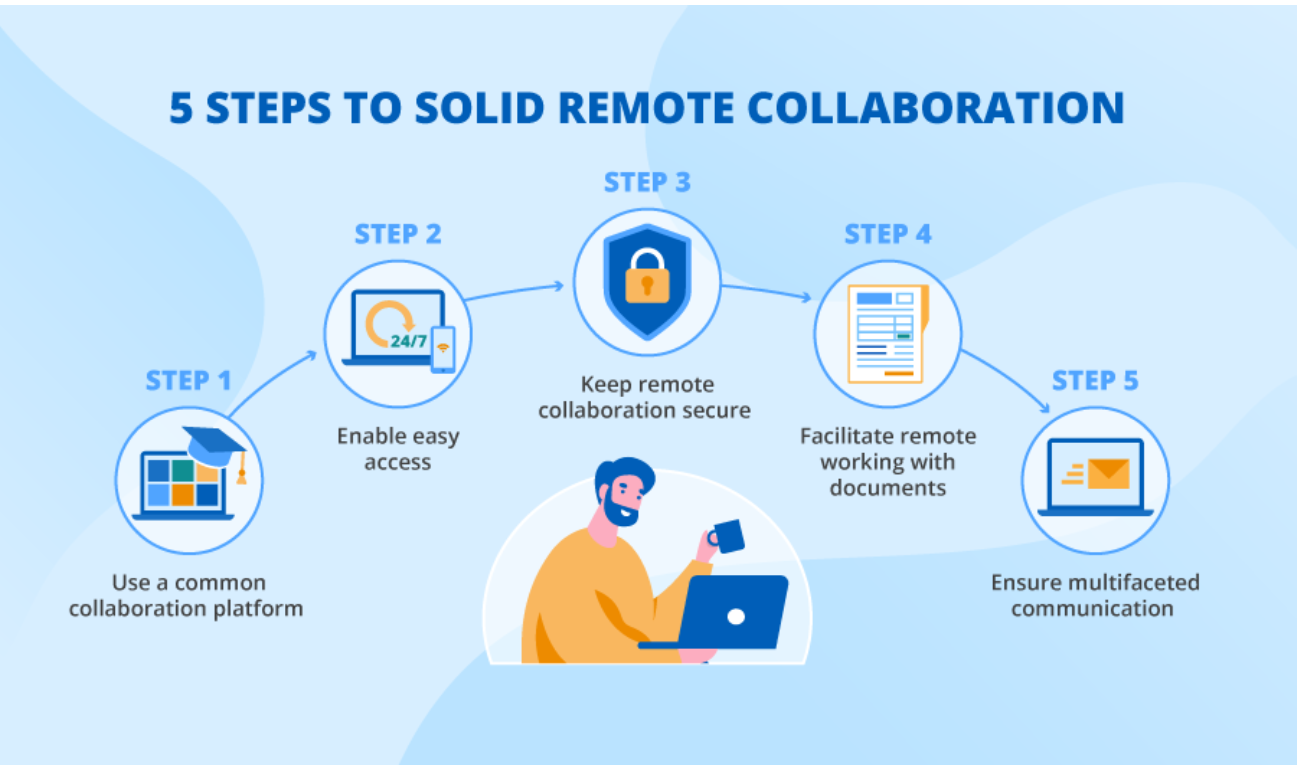 5 STEPS TO SOLID REMOTE COLLABORATION
STEP 1
Use a common
collaboration platform
STEP 2
24/7
Enable easy
access
STEP 3
Keep remote
collaboration secure
STEP 4
Facilitate remote
working with
documents
STEP 5
Ensure multifaceted
communication